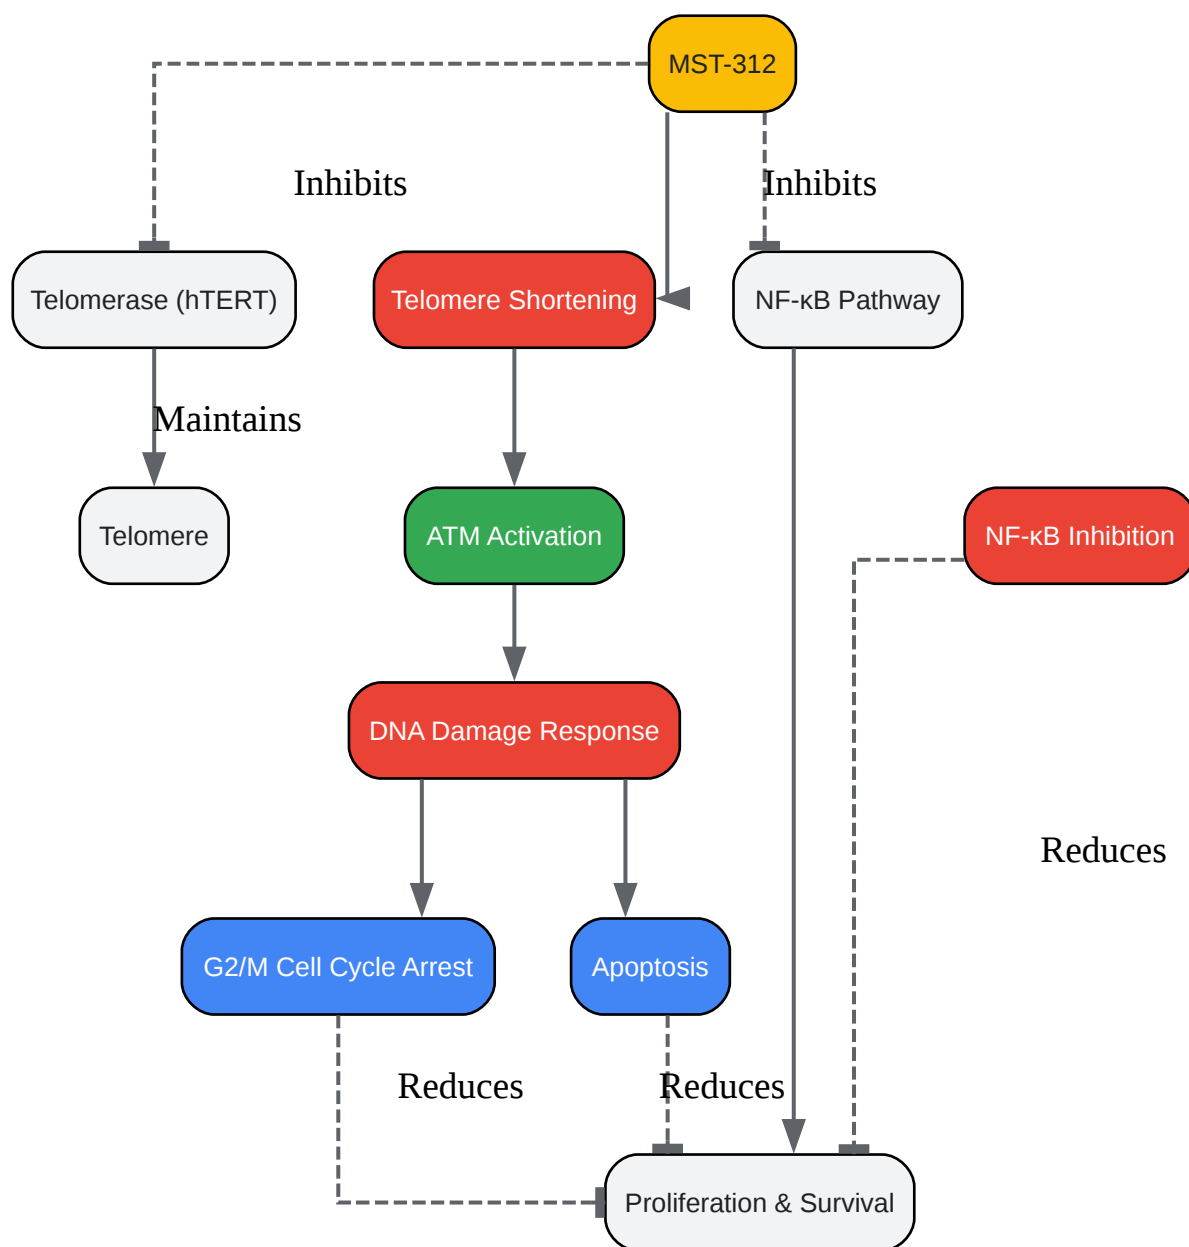 MST-312
Inhibits
Inhibits
Telomerase (hTERT)
Telomere Shortening
NF-κB Pathway
Maintains
Telomere
ATM Activation
NF-κB Inhibition
DNA Damage Response
Reduces
G2/M Cell Cycle Arrest
Apoptosis
Reduces
Reduces
Proliferation & Survival